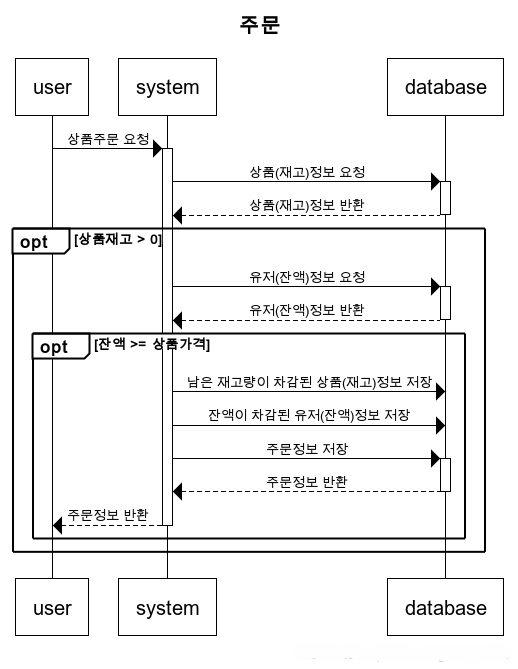 주문
user
system
database
상품주문 요청
상품(재고)정보 요청
상품(재고)정보 반환
opt
[상품재고 > 0]
유저(잔액)정보 요청
유저(잔액)정보 반환
opt
[잔액 >= 상품가격]
남은 재고량이 차감된 상품(재고)정보 저장
잔액이 차감된 유저(잔액)정보 저장
주문정보 저장
주문정보 반환
주문정보 반환
user
system
database